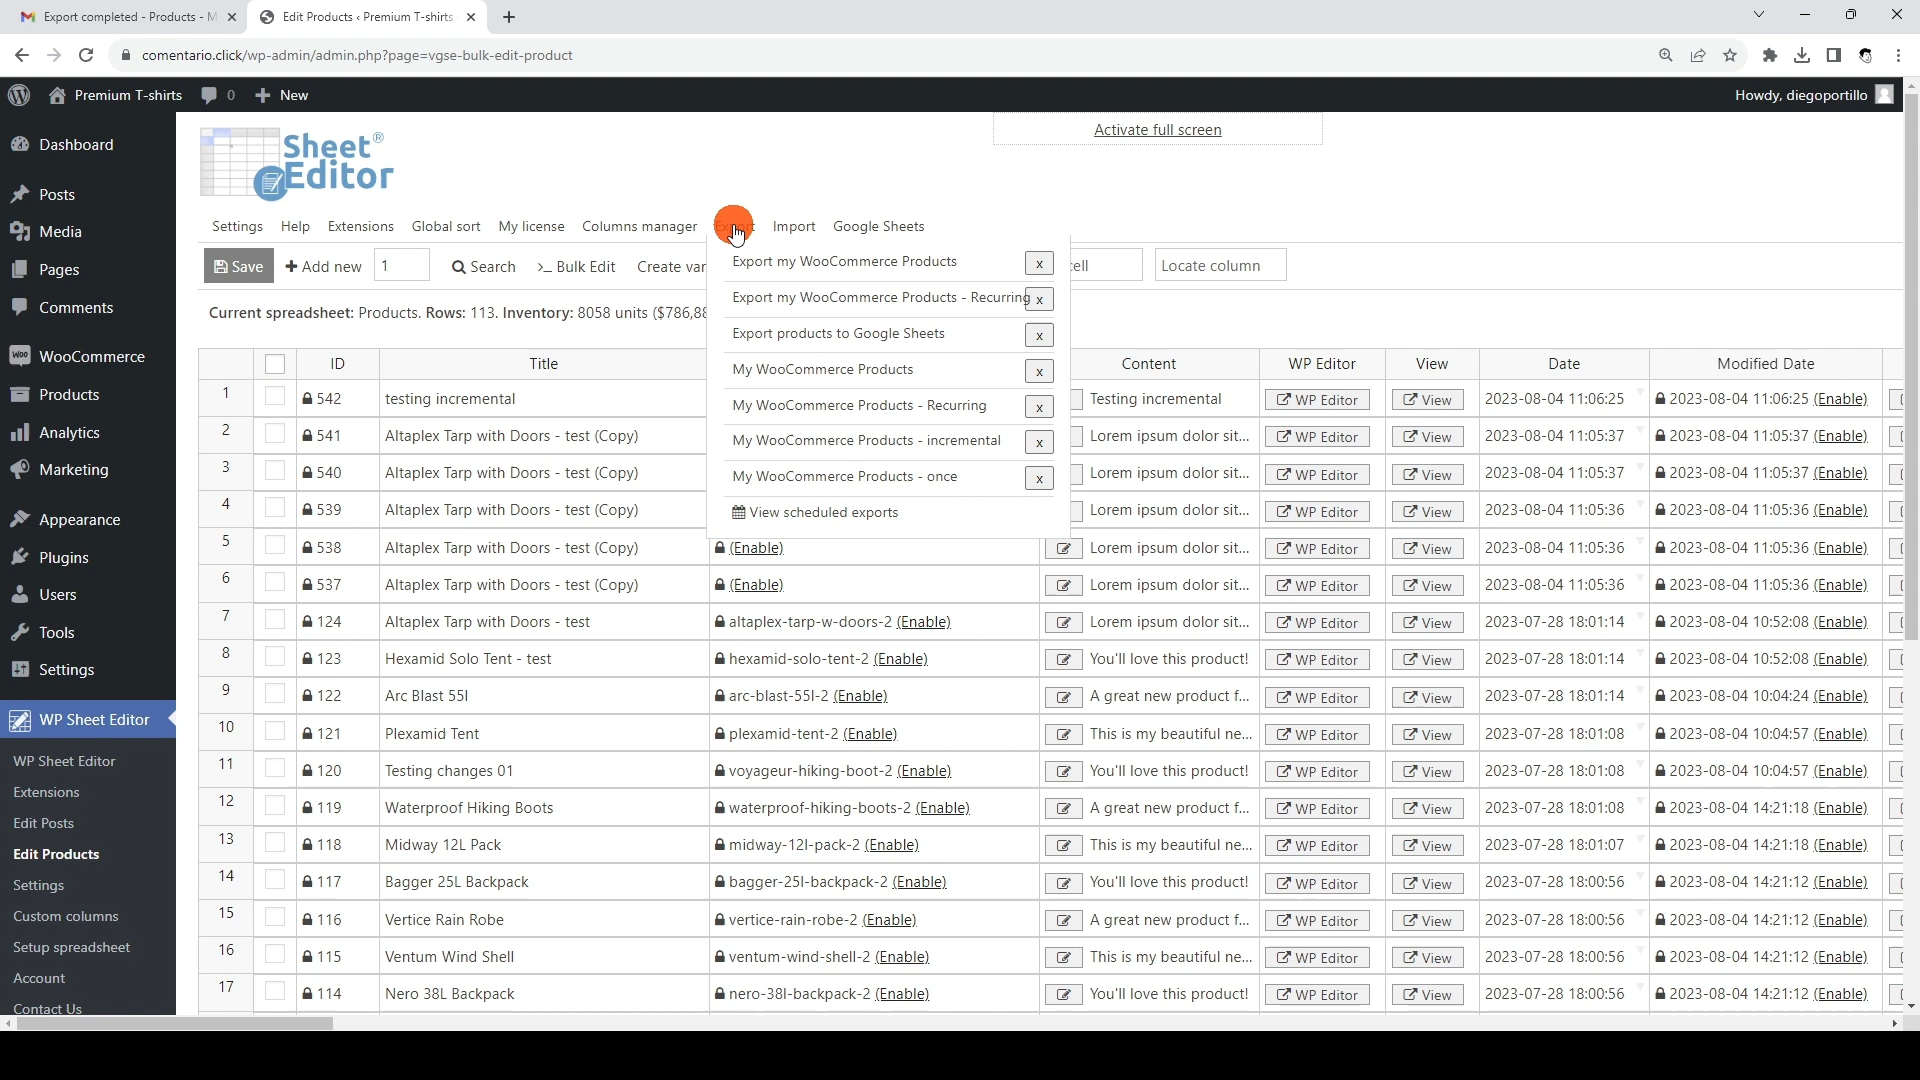 Export completed - Products - M
Edit Products ‹ Premium T-shirts
comentario.click/wp-admin/admin.php?page=vgse-bulk-edit-product
Premium T-shirts 0 New Howdy, diegoportillo
Dashboard
Posts
Media
Pages
Comments
WooCommerce
Products
Analytics
Marketing
Appearance
Plugins
Users
Tools
Settings
WP Sheet Editor
WP Sheet Editor
Extensions
Edit Posts
Edit Products
Settings
Custom columns
Setup spreadsheet
Account
Contact Us
Sheet®
Editor
Activate full screen
Settings Help Extensions Global sort My license Columns manager Export Import Google Sheets
Save Add new 1 Search Bulk Edit Create var cell Locate column
Current spreadsheet: Products. Rows: 113. Inventory: 8058 units ($786,88
Export my WooCommerce Products x
Export my WooCommerce Products - Recurring x
Export products to Google Sheets x
My WooCommerce Products x
My WooCommerce Products - Recurring x
My WooCommerce Products - incremental x
My WooCommerce Products - once x
View scheduled exports
ID Title Content WP Editor View Date Modified Date
1 542 testing incremental Testing incremental WP Editor View 2023-08-04 11:06:25 2023-08-04 11:06:25 (Enable)
2 541 Altaplex Tarp with Doors - test (Copy) Lorem ipsum dolor sit... WP Editor View 2023-08-04 11:05:37 2023-08-04 11:05:37 (Enable)
3 540 Altaplex Tarp with Doors - test (Copy) Lorem ipsum dolor sit... WP Editor View 2023-08-04 11:05:37 2023-08-04 11:05:37 (Enable)
4 539 Altaplex Tarp with Doors - test (Copy) Lorem ipsum dolor sit... WP Editor View 2023-08-04 11:05:36 2023-08-04 11:05:36 (Enable)
5 538 Altaplex Tarp with Doors - test (Copy) (Enable) Lorem ipsum dolor sit... WP Editor View 2023-08-04 11:05:36 2023-08-04 11:05:36 (Enable)
6 537 Altaplex Tarp with Doors - test (Copy) (Enable) Lorem ipsum dolor sit... WP Editor View 2023-08-04 11:05:36 2023-08-04 11:05:36 (Enable)
7 124 Altaplex Tarp with Doors - test altaplex-tarp-w-doors-2 (Enable) Lorem ipsum dolor sit... WP Editor View 2023-07-28 18:01:14 2023-08-04 10:52:08 (Enable)
8 123 Hexamid Solo Tent - test hexamid-solo-tent-2 (Enable) You'll love this product! WP Editor View 2023-07-28 18:01:14 2023-08-04 10:52:08 (Enable)
9 122 Arc Blast 55l arc-blast-55l-2 (Enable) A great new product f... WP Editor View 2023-07-28 18:01:14 2023-08-04 10:04:24 (Enable)
10 121 Plexamid Tent plexamid-tent-2 (Enable) This is my beautiful ne... WP Editor View 2023-07-28 18:01:08 2023-08-04 10:04:57 (Enable)
11 120 Testing changes 01 voyageur-hiking-boot-2 (Enable) You'll love this product! WP Editor View 2023-07-28 18:01:08 2023-08-04 10:04:57 (Enable)
12 119 Waterproof Hiking Boots waterproof-hiking-boots-2 (Enable) A great new product f... WP Editor View 2023-07-28 18:01:08 2023-08-04 14:21:18 (Enable)
13 118 Midway 12L Pack midway-12l-pack-2 (Enable) This is my beautiful ne... WP Editor View 2023-07-28 18:01:07 2023-08-04 14:21:18 (Enable)
14 117 Bagger 25L Backpack bagger-25l-backpack-2 (Enable) You'll love this product! WP Editor View 2023-07-28 18:00:56 2023-08-04 14:21:12 (Enable)
15 116 Vertice Rain Robe vertice-rain-robe-2 (Enable) A great new product f... WP Editor View 2023-07-28 18:00:56 2023-08-04 14:21:12 (Enable)
16 115 Ventum Wind Shell ventum-wind-shell-2 (Enable) This is my beautiful ne... WP Editor View 2023-07-28 18:00:56 2023-08-04 14:21:12 (Enable)
17 114 Nero 38L Backpack nero-38l-backpack-2 (Enable) You'll love this product! WP Editor View 2023-07-28 18:00:56 2023-08-04 14:21:12 (Enable)